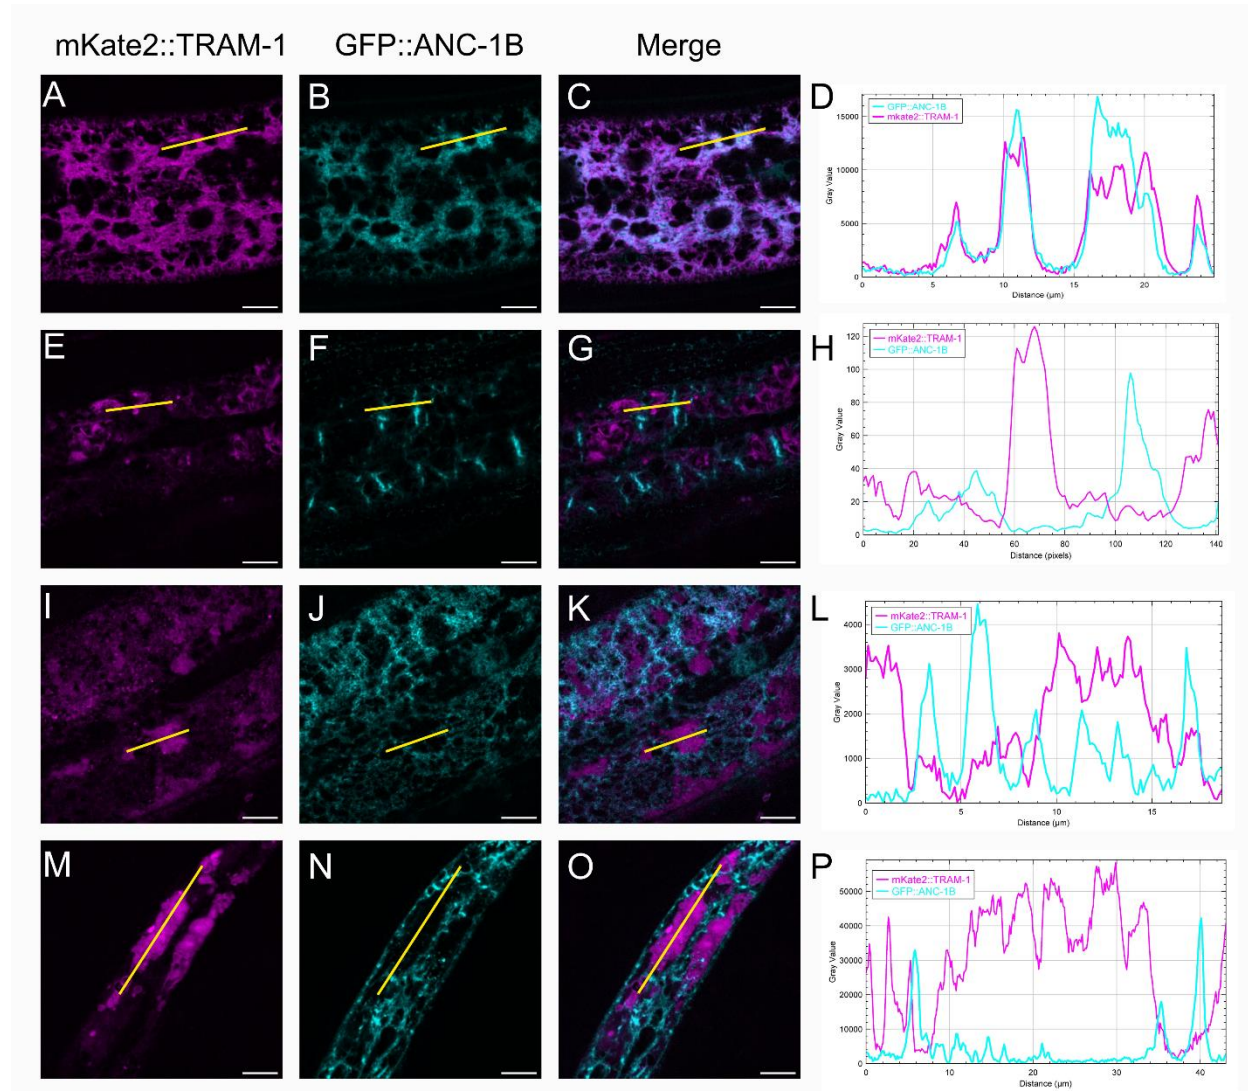 mKate2::TRAM-1 GFP::ANC-1B Merge
A B C D
GFP::ANC-1B
mkate2::TRAM-1
15000
10000
5000
0
Gray Value
0 5 10 15 20
Distance (µm)
E F G H
mKate2::TRAM-1
GFP::ANC-1B
120
100
80
60
40
20
0
Gray Value
0 20 40 60 80 100 120 140
Distance (pixels)
I J K L
mKate2::TRAM-1
GFP::ANC-1B
4000
3000
2000
1000
0
Gray Value
0 5 10 15
Distance (µm)
M N O P
mKate2::TRAM-1
GFP::ANC-1B
50000
40000
30000
20000
10000
0
Gray Value
0 10 20 30 40
Distance (µm)